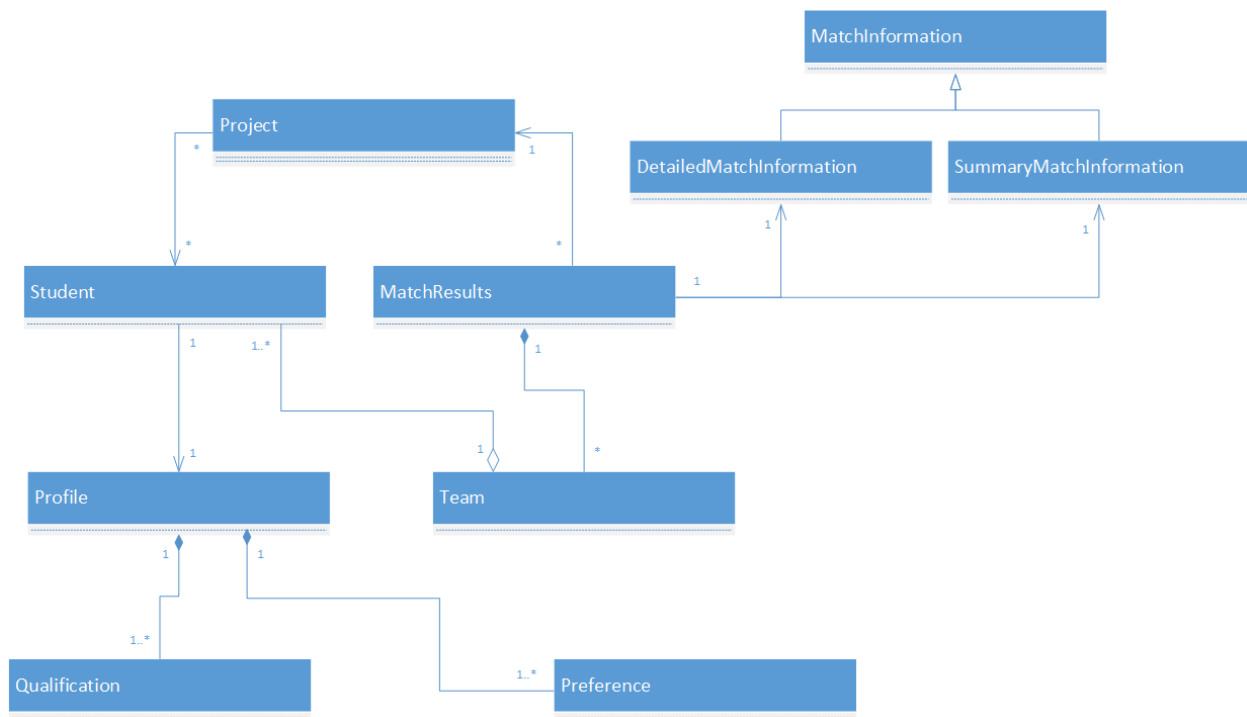 MatchInformation
Project
* 1
DetailedMatchInformation SummaryMatchInformation
1 1
* *
Student MatchResults
1
1 1..* 1
1 1 *
Profile Team
1 1
1..*
1..*
Qualification Preference